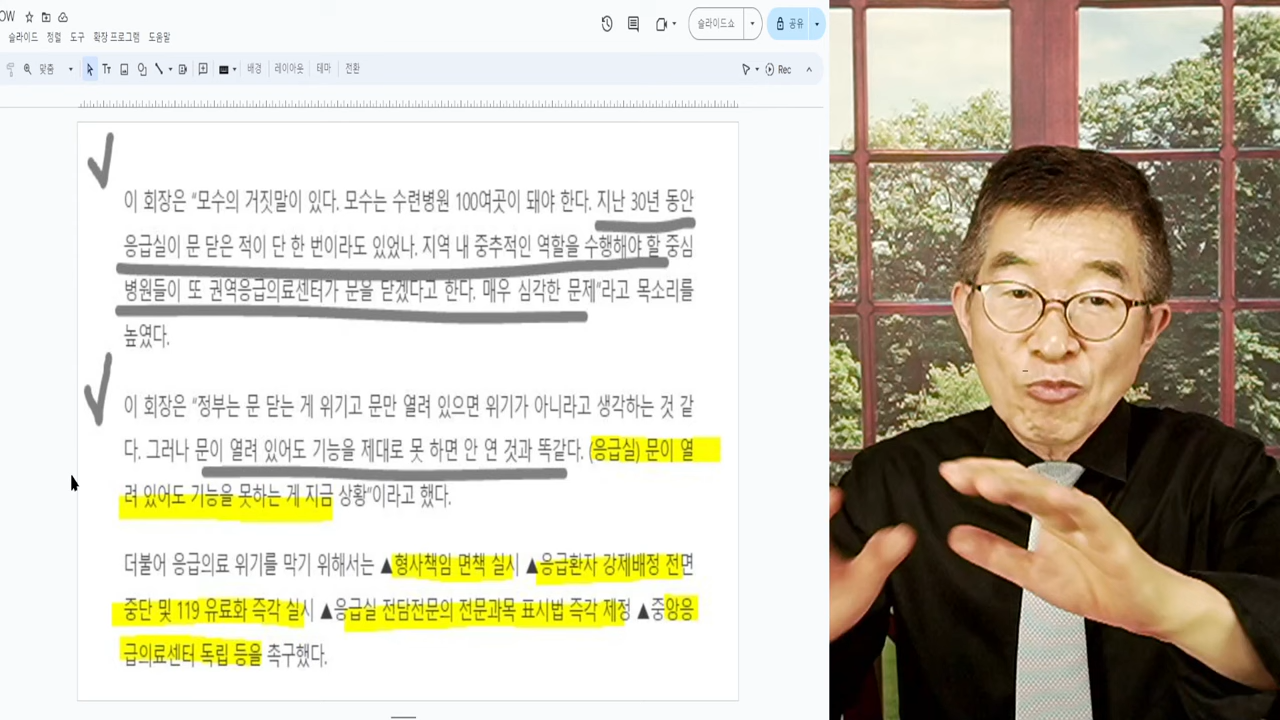 OW
슬라이드 정렬 도구 확장 프로그램 도움말
슬라이드쇼
공유
맞춤
Tт
배경
레이아웃
테마
전환
Rec
이 회장은 “모수의 거짓말이 있다. 모수는 수련병원 100여곳이 돼야 한다. 지난 30년 동안
응급실이 문 닫은 적이 단 한 번이라도 있었나. 지역 내 중추적인 역할을 수행해야 할 중심
병원들이 또 권역응급의료센터가 문을 닫겠다고 한다. 매우 심각한 문제“라고 목소리를
높였다.
이 회장은 “정부는 문 닫는 게 위기고 문만 열려 있으면 위기가 아니라고 생각하는 것 같
다. 그러나 문이 열려 있어도 기능을 제대로 못 하면 안 연 것과 똑같다. (응급실) 문이 열
려 있어도 기능을 못하는 게 지금 상황”이라고 했다.
더불어 응급의료 위기를 막기 위해서는 ▲형사책임 면책 실시 ▲응급환자 강제배정 전면
중단 및 119 유료화 즉각 실시 ▲응급실 전담전문의 전문과목 표시법 즉각 제정 ▲중앙응
급의료센터 독립 등을 촉구했다.